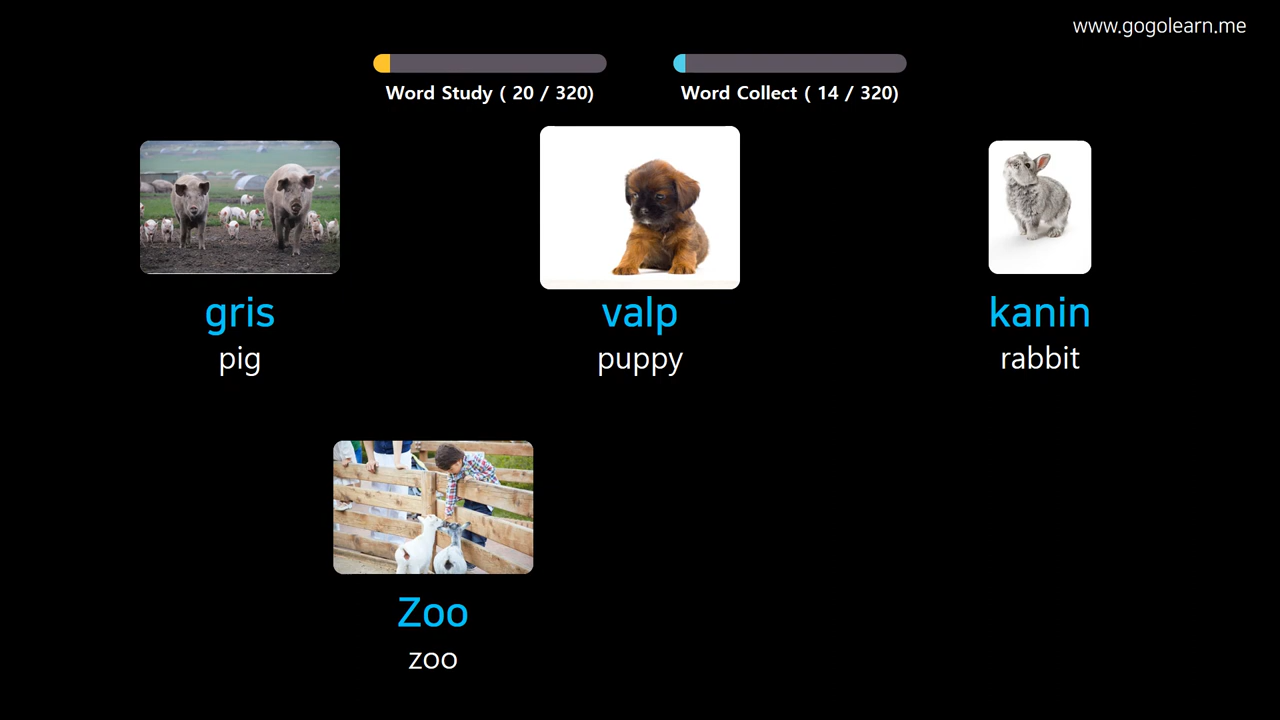 www.gogolearn.me
Word Study ( 20 / 320)
Word Collect ( 14 / 320)
gris
pig
valp
puppy
kanin
rabbit
Zoo
zoo